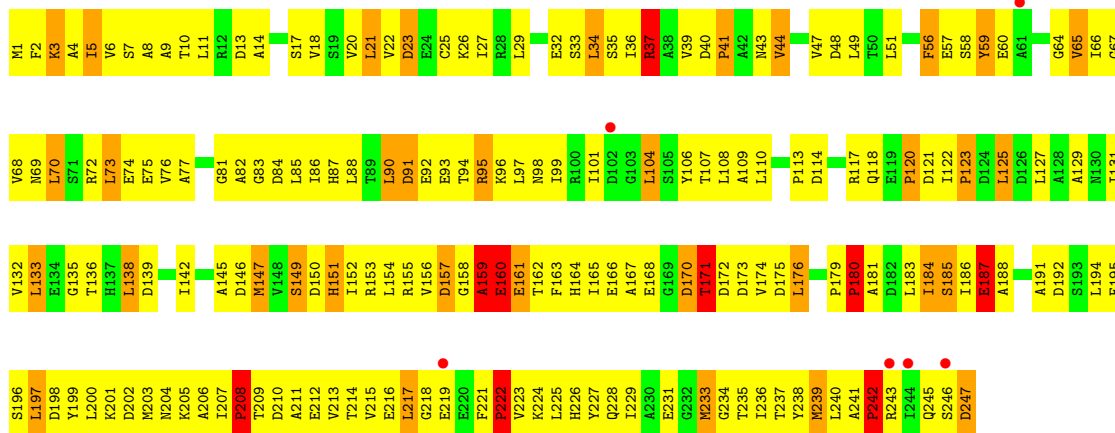 M1 F2 K3 A4 I5 V6 S7 A8 A9 T10 L11 R12 D13 A14 S17 V18 S19 V20 L21 V22 D23 E24 C25 K26 I27 R28 L29 E32 S33 L34 S35 I36 R37 A38 V39 D40 P41 A42 N43 V44 V47 D48 L49 T50 L51 F56 E57 S58 Y59 E60 A61 G64 V65 I66 G67
V68 N69 L70 S71 R72 L73 E74 E75 V76 A77 G81 A82 G83 D84 L85 I86 H87 L88 T89 L90 D91 E92 E93 T94 R95 K96 L97 N98 I99 R100 I101 D102 G103 L104 S105 Y106 T107 L108 A109 L110 P113 D114 R117 Q118 E119 P120 D121 I122 P123 D124 L125 D126 L127 A128 A129 N130 I131
V132 L133 E134 G135 T136 H137 L138 D139 I142 A145 D146 M147 V148 S149 D150 H151 I152 R153 L154 R155 V156 D157 G158 A159 E160 E161 T162 F163 H164 I165 E166 A167 E168 G169 D170 T171 D172 D173 V174 D175 L176 P179 P180 A181 D182 L183 I184 S185 I186 E187 A188 A191 D192 S193 L194 F195
S196 L197 D198 Y199 L200 K201 D202 M203 N204 K205 A206 I207 P208 T209 D210 A211 E212 V213 T214 V215 E216 L217 G218 E219 E220 F221 P222 V223 K224 L225 H226 Y227 Q228 I229 A230 E231 G232 M233 G234 T235 I236 T237 Y238 M239 L240 A241 P242 R243 I244 Q245 S246 D247